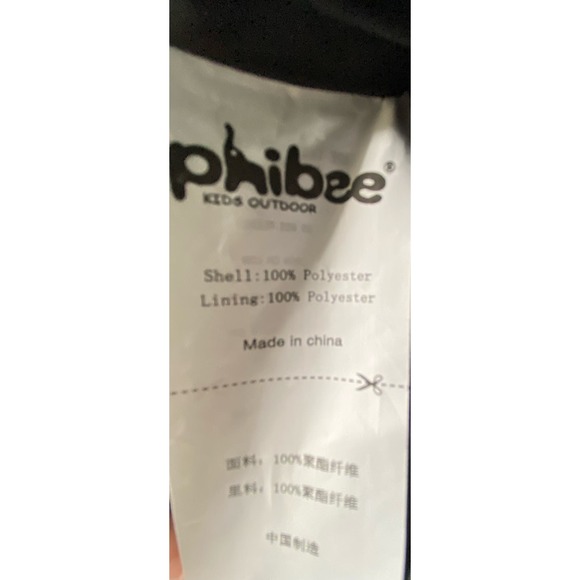 phibee®
KIDS OUTDOOR
Shell:100% Polyester
Lining:100% Polyester
Made in china
面料：100%聚酯纤维
里料：100%聚酯纤维
中国制造